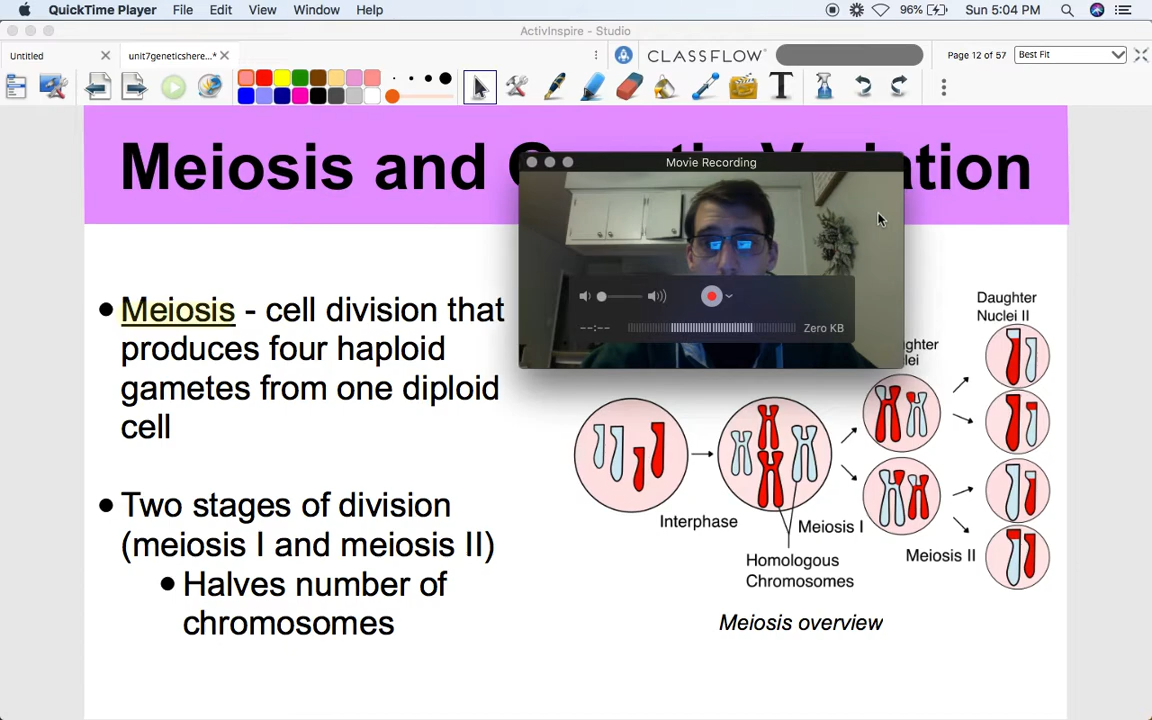 QuickTime Player File Edit View Window Help 96% Sun 5:04 PM
ActivInspire - Studio
Untitled unit7geneticshere...* CLASSFLOW Page 12 of 57 Best Fit
Meiosis and
ation
Movie Recording
--:-- Zero KB
Meiosis - cell division that
produces four haploid
gametes from one diploid
cell
Two stages of division
(meiosis I and meiosis II)
Halves number of
chromosomes
Daughter
Nuclei II
Interphase
Meiosis I
Homologous
Chromosomes
Meiosis II
Meiosis overview